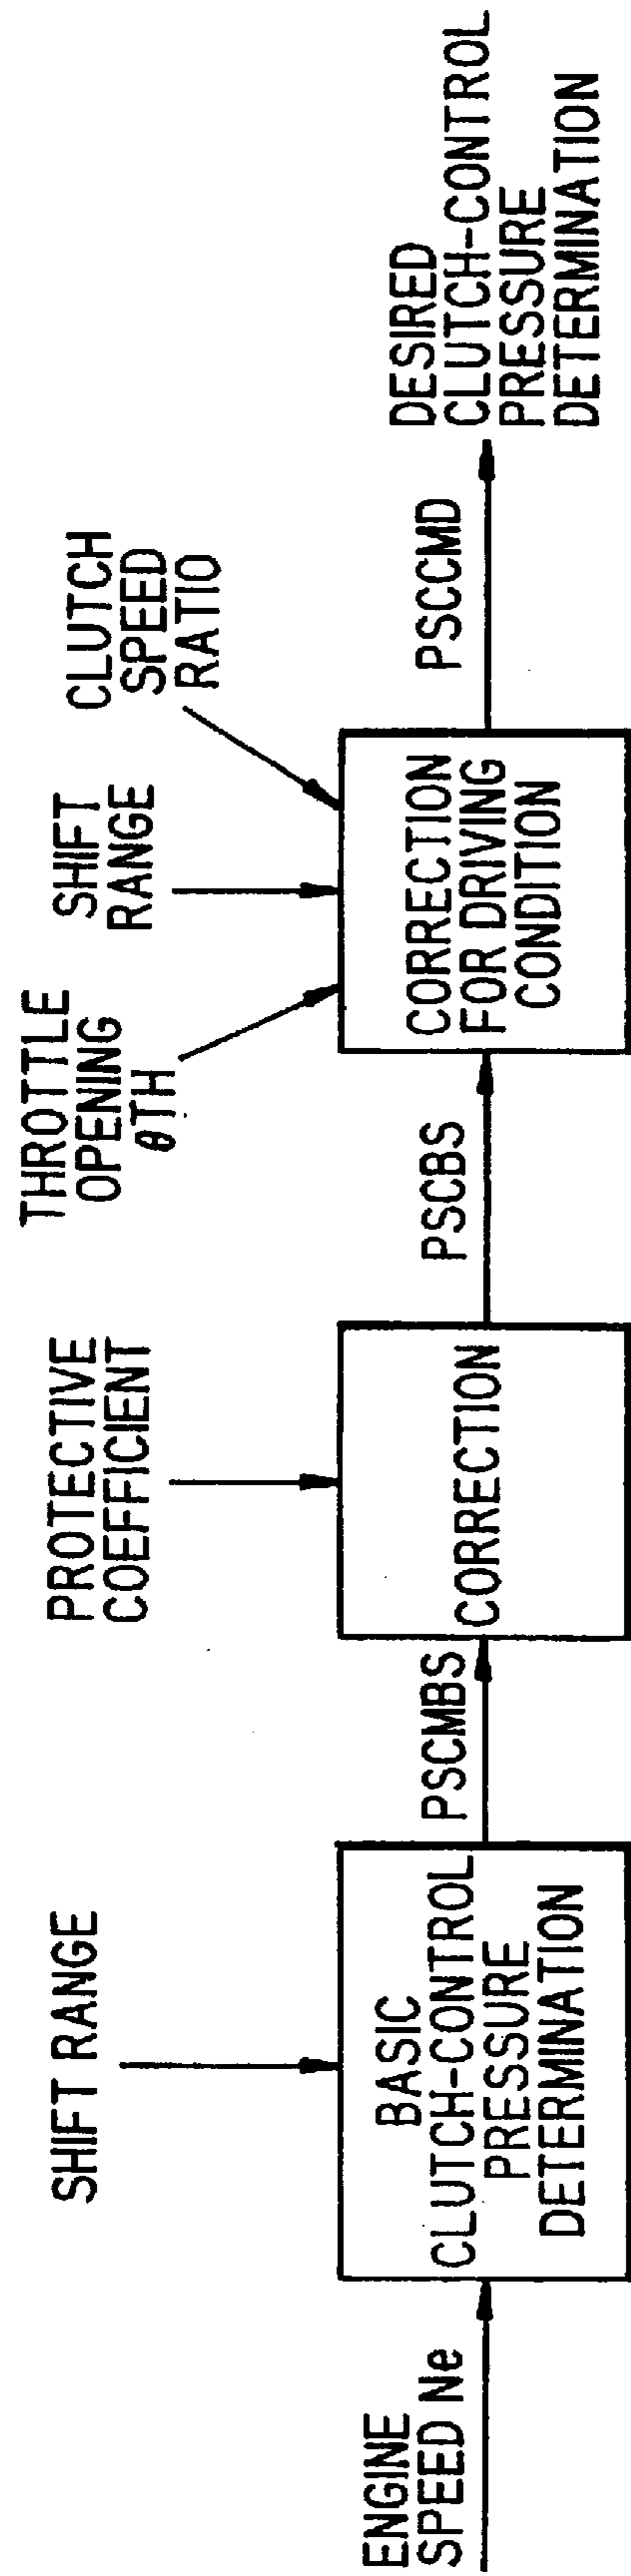 ENGINE
SPEED Ne
SHIFT RANGE
BASIC
CLUTCH-CONTROL
PRESSURE
DETERMINATION
PSCMBS
PROTECTIVE
COEFFICIENT
CORRECTION
PSCBS
THROTTLE
OPENING
θTH
SHIFT
RANGE
CLUTCH
SPEED
RATIO
CORRECTION
FOR DRIVING
CONDITION
PSCCMD
DESIRED
CLUTCH-CONTROL
PRESSURE
DETERMINATION